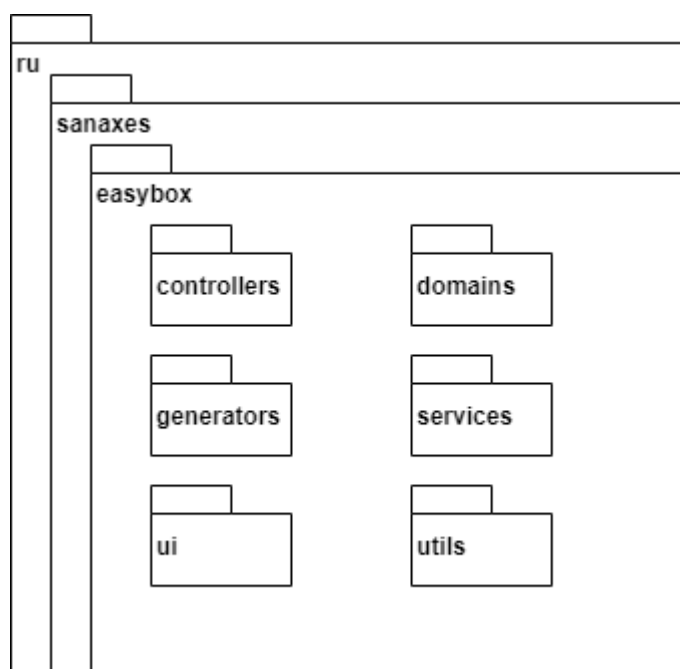 ru
sanaxes
easybox
controllers
domains
generators
services
ui
utils